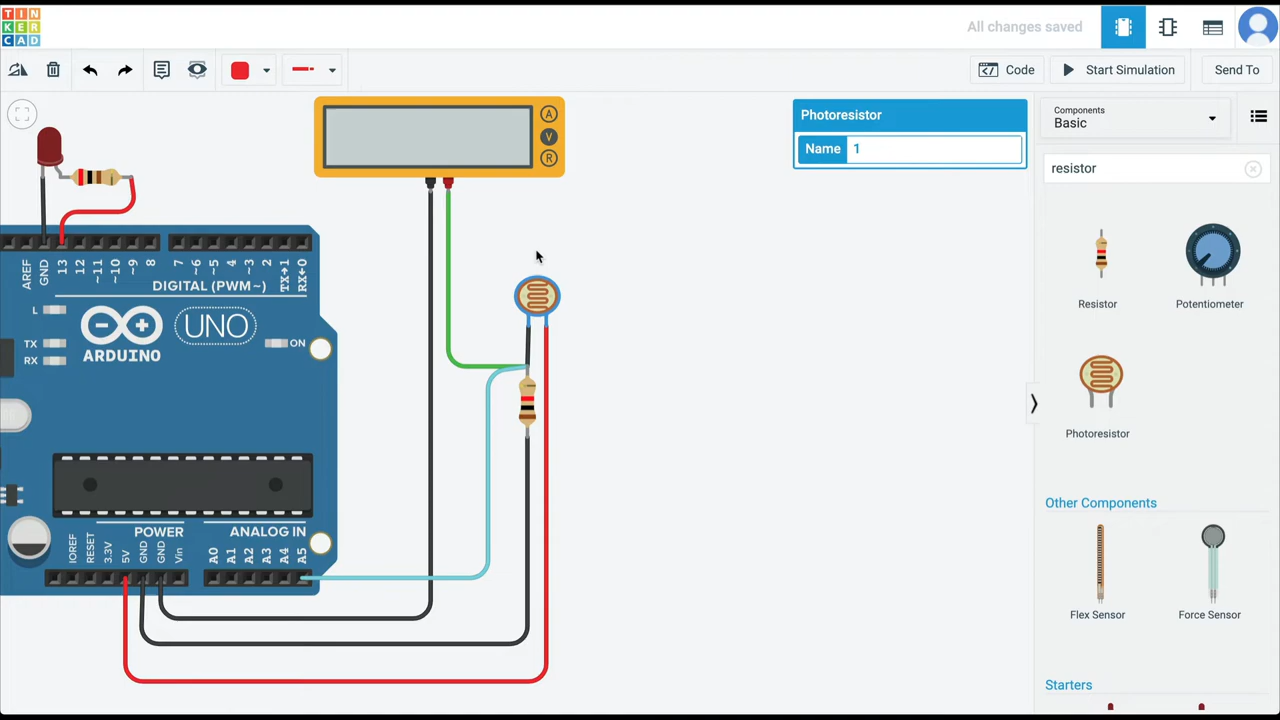 TIN
KER
CAD
All changes saved
Code
Start Simulation
Send To
A
V
R
Photoresistor
Name 1
Components
Basic
resistor
Resistor
Potentiometer
Photoresistor
Other Components
Flex Sensor
Force Sensor
Starters
AREF
GND
13
12
~11
~10
~9
8
7
~6
~5
4
~3
2
TX→1
RX←0
DIGITAL (PWM~)
L
TX
RX
ARDUINO
UNO
ON
POWER
ANALOG IN
IOREF
RESET
3.3V
5V
GND
GND
Vin
A0
A1
A2
A3
A4
A5